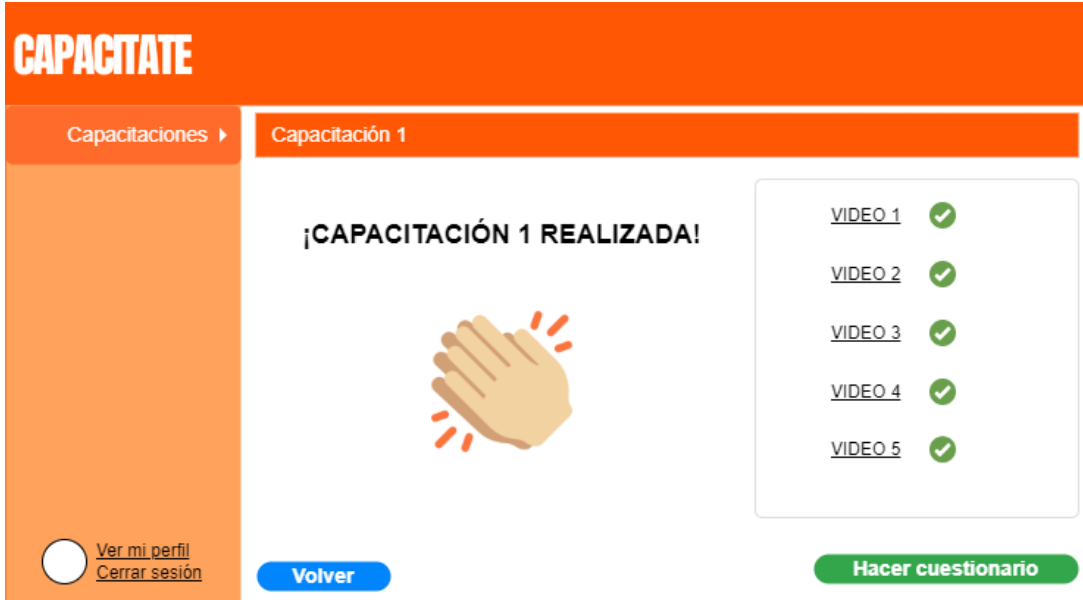 CAPACITATE
Capacitaciones
Capacitación 1
¡CAPACITACIÓN 1 REALIZADA!
VIDEO 1
VIDEO 2
VIDEO 3
VIDEO 4
VIDEO 5
Ver mi perfil
Cerrar sesión
Volver
Hacer cuestionario